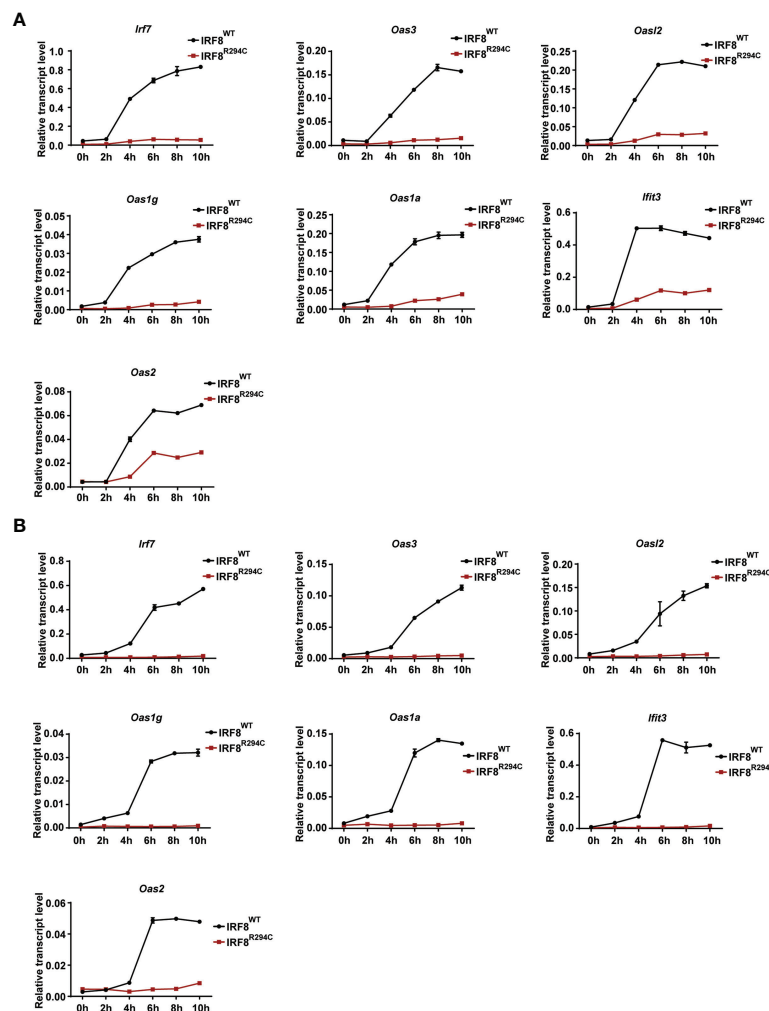 A
Irf7
IRF8WT
IRF8R294C
Relative transcript level
1.0
0.8
0.6
0.4
0.2
0.0
0h 2h 4h 6h 8h 10h
Oas3
IRF8WT
IRF8R294C
Relative transcript level
0.20
0.15
0.10
0.05
0.00
0h 2h 4h 6h 8h 10h
Oasl2
IRF8WT
IRF8R294C
Relative transcript level
0.25
0.20
0.15
0.10
0.05
0.00
0h 2h 4h 6h 8h 10h
Oas1g
IRF8WT
IRF8R294C
Relative transcript level
0.05
0.04
0.03
0.02
0.01
0.00
0h 2h 4h 6h 8h 10h
Oas1a
IRF8WT
IRF8R294C
Relative transcript level
0.25
0.20
0.15
0.10
0.05
0.00
0h 2h 4h 6h 8h 10h
Ifit3
IRF8WT
IRF8R294C
Relative transcript level
0.6
0.4
0.2
0.0
0h 2h 4h 6h 8h 10h
Oas2
IRF8WT
IRF8R294C
Relative transcript level
0.08
0.06
0.04
0.02
0.00
0h 2h 4h 6h 8h 10h
B
Irf7
IRF8WT
IRF8R294C
Relative transcript level
0.8
0.6
0.4
0.2
0.0
0h 2h 4h 6h 8h 10h
Oas3
IRF8WT
IRF8R294C
Relative transcript level
0.15
0.10
0.05
0.00
0h 2h 4h 6h 8h 10h
Oasl2
IRF8WT
IRF8R294C
Relative transcript level
0.20
0.15
0.10
0.05
0.00
0h 2h 4h 6h 8h 10h
Oas1g
IRF8WT
IRF8R294C
Relative transcript level
0.04
0.03
0.02
0.01
0.00
0h 2h 4h 6h 8h 10h
Oas1a
IRF8WT
IRF8R294C
Relative transcript level
0.15
0.10
0.05
0.00
0h 2h 4h 6h 8h 10h
Ifit3
IRF8WT
IRF8R294
Relative transcript level
0.6
0.4
0.2
0.0
0h 2h 4h 6h 8h 10h
Oas2
IRF8WT
IRF8R294C
Relative transcript level
0.06
0.04
0.02
0.00
0h 2h 4h 6h 8h 10h